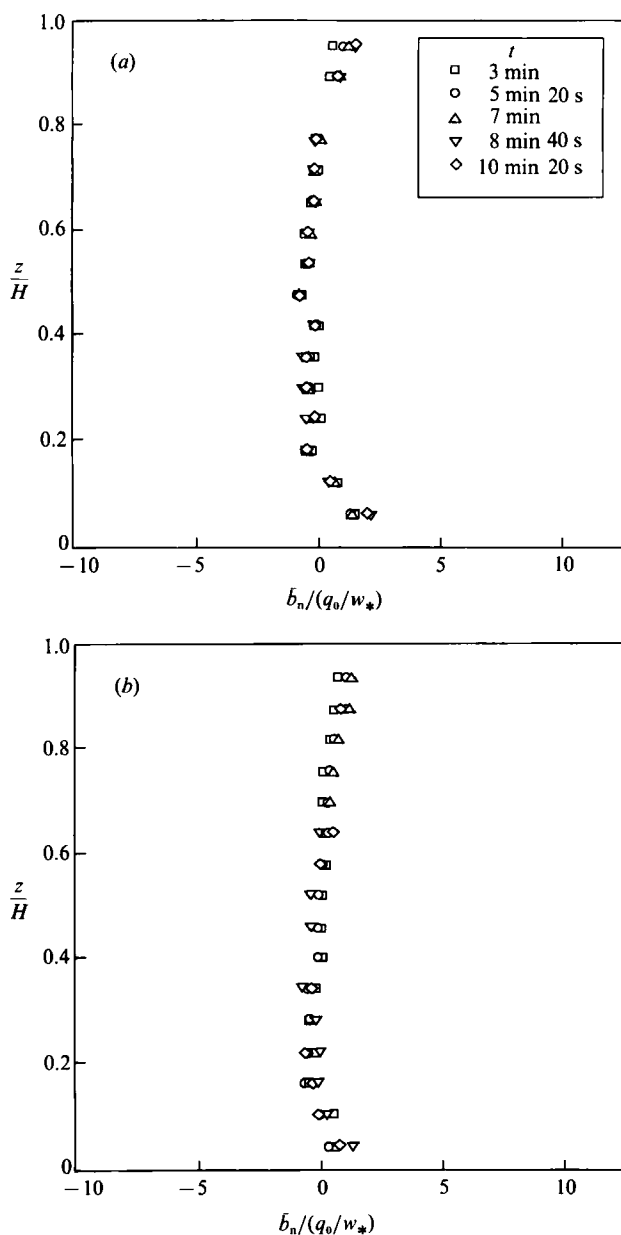 (a)
t
□ 3 min
○ 5 min 20 s
△ 7 min
▽ 8 min 40 s
◇ 10 min 20 s
1.0
0.8
0.6
z/H
0.4
0.2
0
−10
−5
0
5
10
b̄ₙ/(q₀/w*)
(b)
1.0
0.8
0.6
z/H
0.4
0.2
0
−10
−5
0
5
10
b̄ₙ/(q₀/w*)